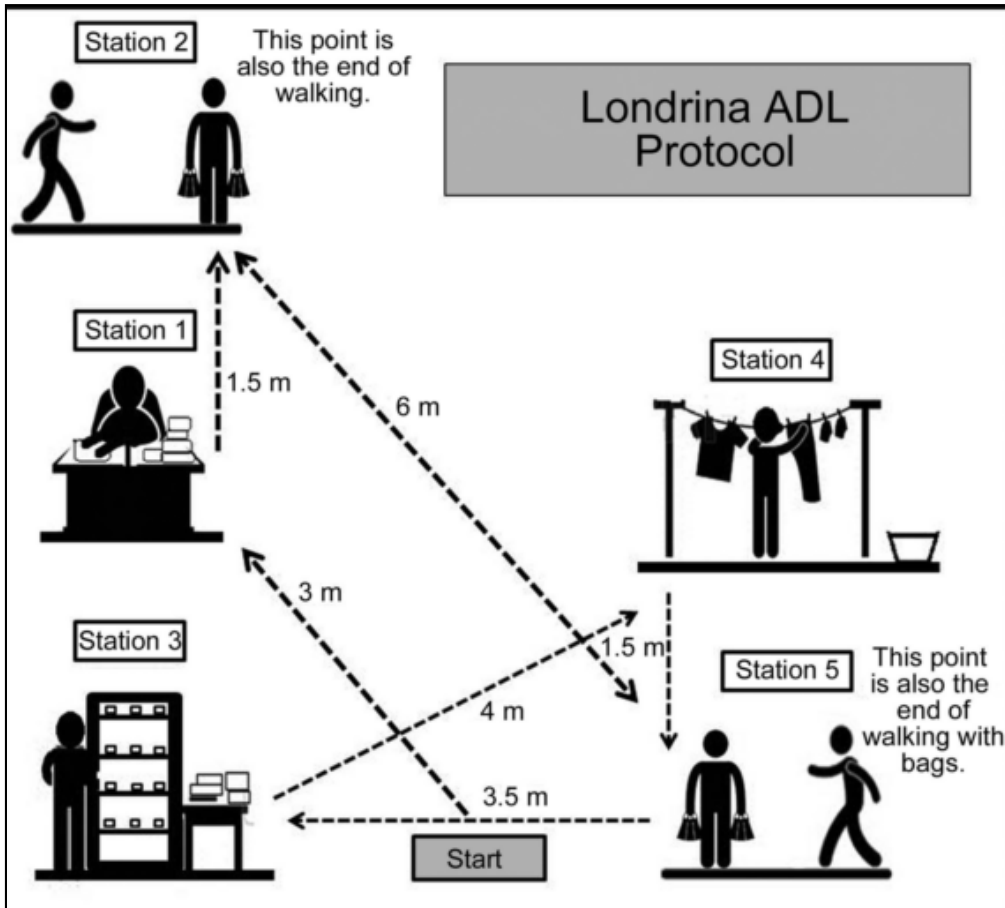 Station 2
This point is
also the end of
walking.
Londrina ADL
Protocol
Station 1
1.5 m
6 m
Station 4
3 m
Station 3
1.5 m
4 m
Station 5
This point
is also the
end of
walking with
bags.
3.5 m
Start